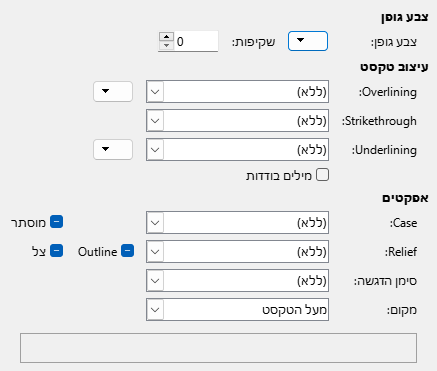 צבע גופן
צבע גופן: שקיפות: 0
עיצוב טקסט
Overlining: (ללא)
Strikethrough: (ללא)
Underlining: (ללא)
מילים בודדות
אפקטים
Case: (ללא) מוסתר
Relief: (ללא) Outline צל
סימן הדגשה: (ללא)
מקום: מעל הטקסט